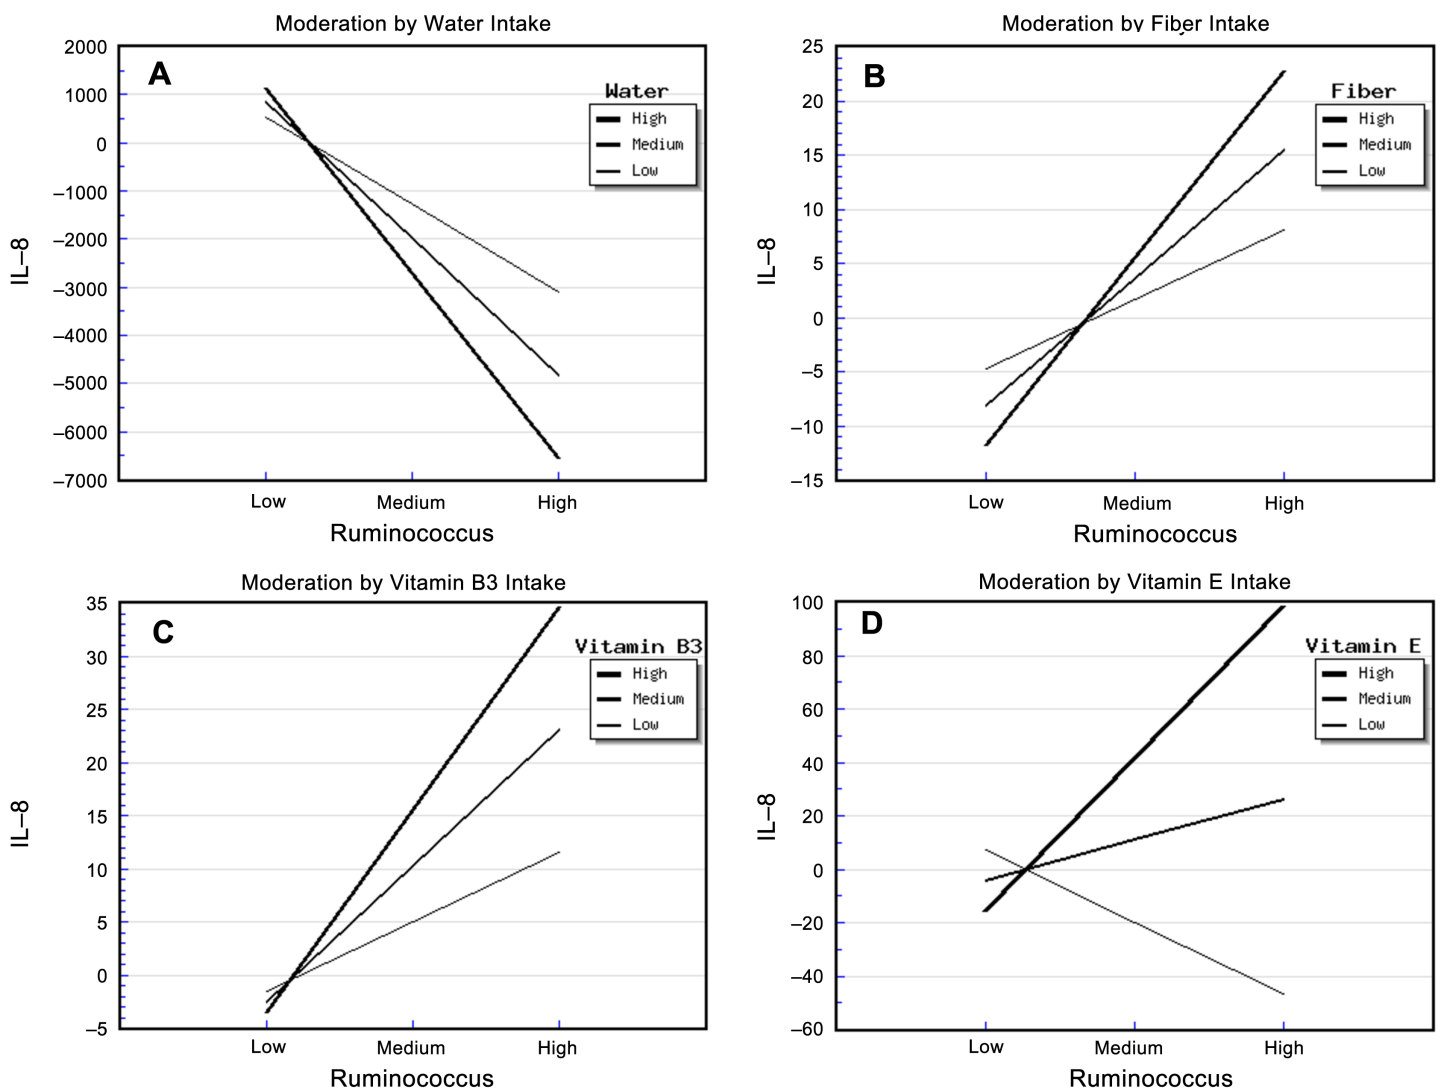 Moderation by Water Intake
A
2000
1000
0
–1000
–2000
–3000
–4000
–5000
–6000
–7000
IL–8
Water
High
Medium
Low
Low Medium High
Ruminococcus
Moderation by Fiber Intake
B
25
20
15
10
5
0
–5
–10
–15
IL–8
Fiber
High
Medium
Low
Low Medium High
Ruminococcus
Moderation by Vitamin B3 Intake
C
35
30
25
20
15
10
5
0
–5
IL–8
Vitamin B3
High
Medium
Low
Low Medium High
Ruminococcus
Moderation by Vitamin E Intake
D
100
80
60
40
20
0
–20
–40
–60
IL–8
Vitamin E
High
Medium
Low
Low Medium High
Ruminococcus